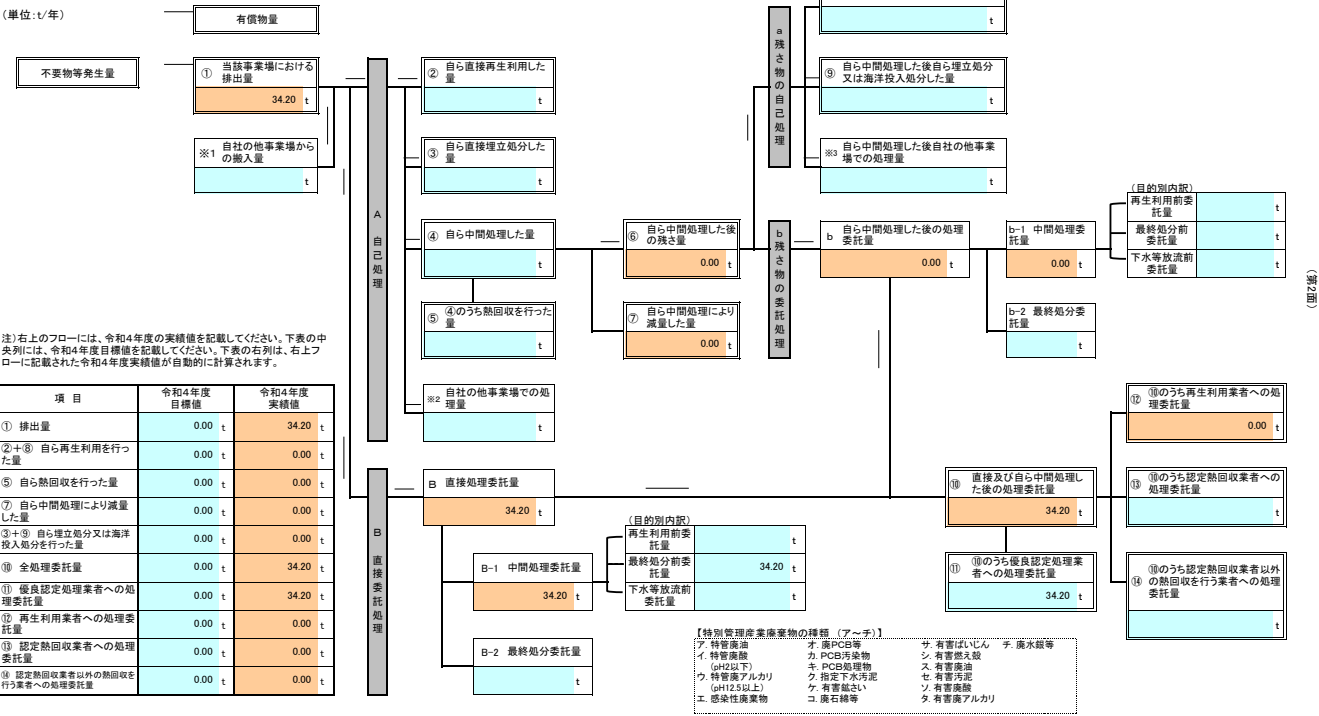 (単位:t/年)
有償物量
不要物等発生量
① 当該事業場における
排出量
34.20 t
※1 自社の他事業場から
の搬入量
t
A 自己処理
② 自ら直接再生利用した
量
t
③ 自ら直接埋立処分した
量
t
④ 自ら中間処理した量
t
⑤ ④のうち熱回収を行った
量
t
※2 自社の他事業場での処
理量
t
⑥ 自ら中間処理した後
の残さ量
0.00 t
⑦ 自ら中間処理により
減量した量
0.00 t
a 残さ物の自己処理
t
⑨ 自ら中間処理した後自ら埋立処分
又は海洋投入処分した量
t
※3 自ら中間処理した後自社の他事業
場での処理量
t
b 残さ物の委託処理
b 自ら中間処理した後の処理
委託量
0.00 t
b-1 中間処理委
託量
0.00 t
(目的別内訳)
再生利用前委
託量
t
最終処分前
委託量
t
下水等放流前
委託量
t
b-2 最終処分委
託量
t
(第2面)
注)右上のフローには、令和4年度の実績値を記載してください。下表の中
央列には、令和4年度目標値を記載してください。下表の右列は、右上フ
ローに記載された令和4年度実績値が自動的に計算されます。
項 目 令和4年度
目標値 令和4年度
実績値
① 排出量 0.00 t 34.20 t
②+⑧ 自ら再生利用を行っ
た量 0.00 t 0.00 t
⑤ 自ら熱回収を行った量 0.00 t 0.00 t
⑦ 自ら中間処理により減量
した量 0.00 t 0.00 t
③+⑨ 自ら埋立処分又は海洋
投入処分を行った量 0.00 t 0.00 t
⑩ 全処理委託量 0.00 t 34.20 t
⑪ 優良認定処理業者への処
理委託量 0.00 t 34.20 t
⑫ 再生利用業者への処理委
託量 0.00 t 0.00 t
⑬ 認定熱回収業者への処理
委託量 0.00 t 0.00 t
⑭ 認定熱回収業者以外の熱回収を
行う業者への処理委託量 0.00 t 0.00 t
B 直接委託処理
B 直接処理委託量
34.20 t
B-1 中間処理委託量
34.20 t
(目的別内訳)
再生利用前委
託量
t
最終処分前委
託量
34.20 t
下水等放流前
委託量
B-2 最終処分委託量
t
⑩ 直接及び自ら中間処理し
た後の処理委託量
34.20 t
⑪ ⑩のうち優良認定処理業
者への処理委託量
34.20 t
⑫ ⑩のうち再生利用業者への処
理委託量
0.00 t
⑬ ⑩のうち認定熱回収業者への
処理委託量
t
⑭ ⑩のうち認定熱回収業者以外
の熱回収を行う業者への処理
委託量
t
【特別管理産業廃棄物の種類 (ア~チ)】
ア. 特管廃油 オ. 廃PCB等 サ. 有害ばいじん チ. 廃水銀等
イ. 特管廃酸 カ. PCB汚染物 シ. 有害燃え殻
(pH2以下) キ. PCB処理物 ス. 有害廃油
ウ. 特管廃アルカリ ク. 指定下水汚泥 セ. 有害汚泥
(pH12.5以上) ケ. 有害鉱さい ソ. 有害廃酸
エ. 感染性廃棄物 コ. 廃石綿等 タ. 有害廃アルカリ